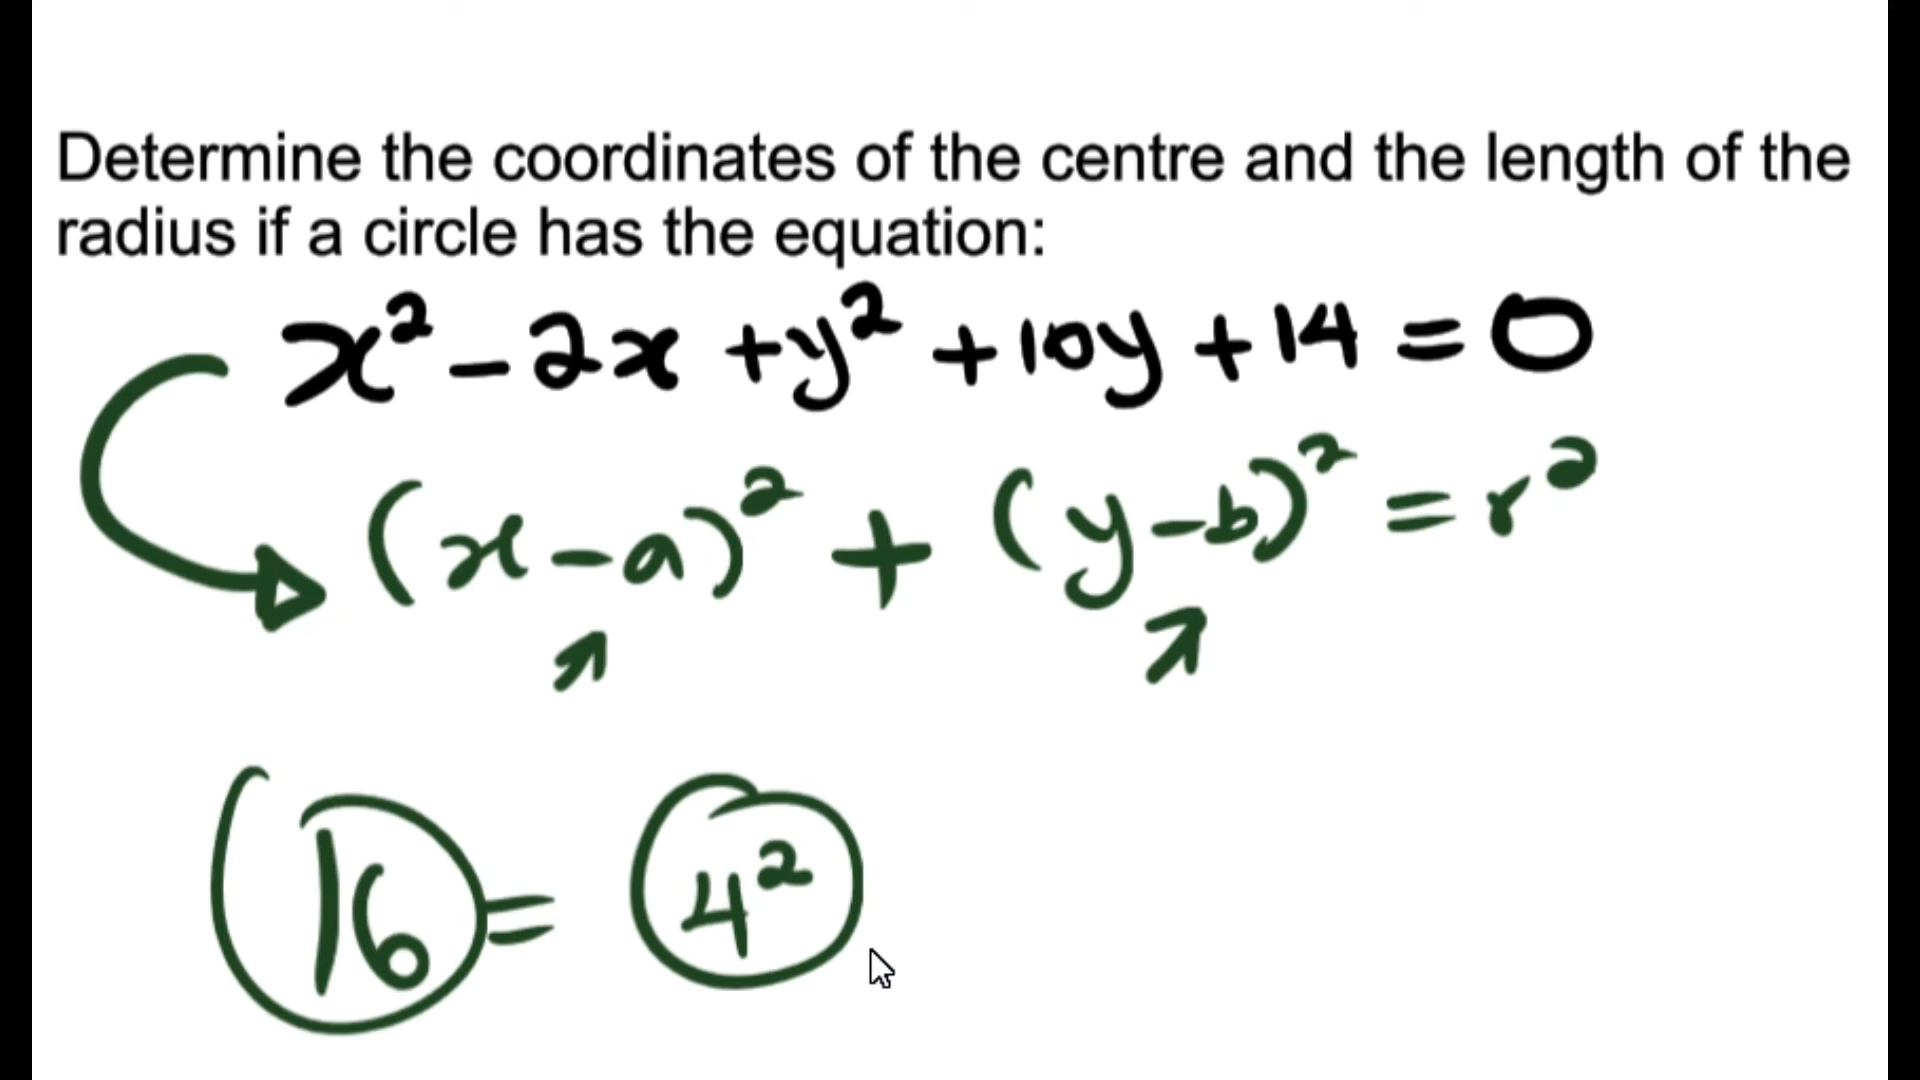 Determine the coordinates of the centre and the length of the
radius if a circle has the equation:
x² - 2x + y² + 10y + 14 = 0
(x - a)² + (y - b)² = r²
16 = 4²